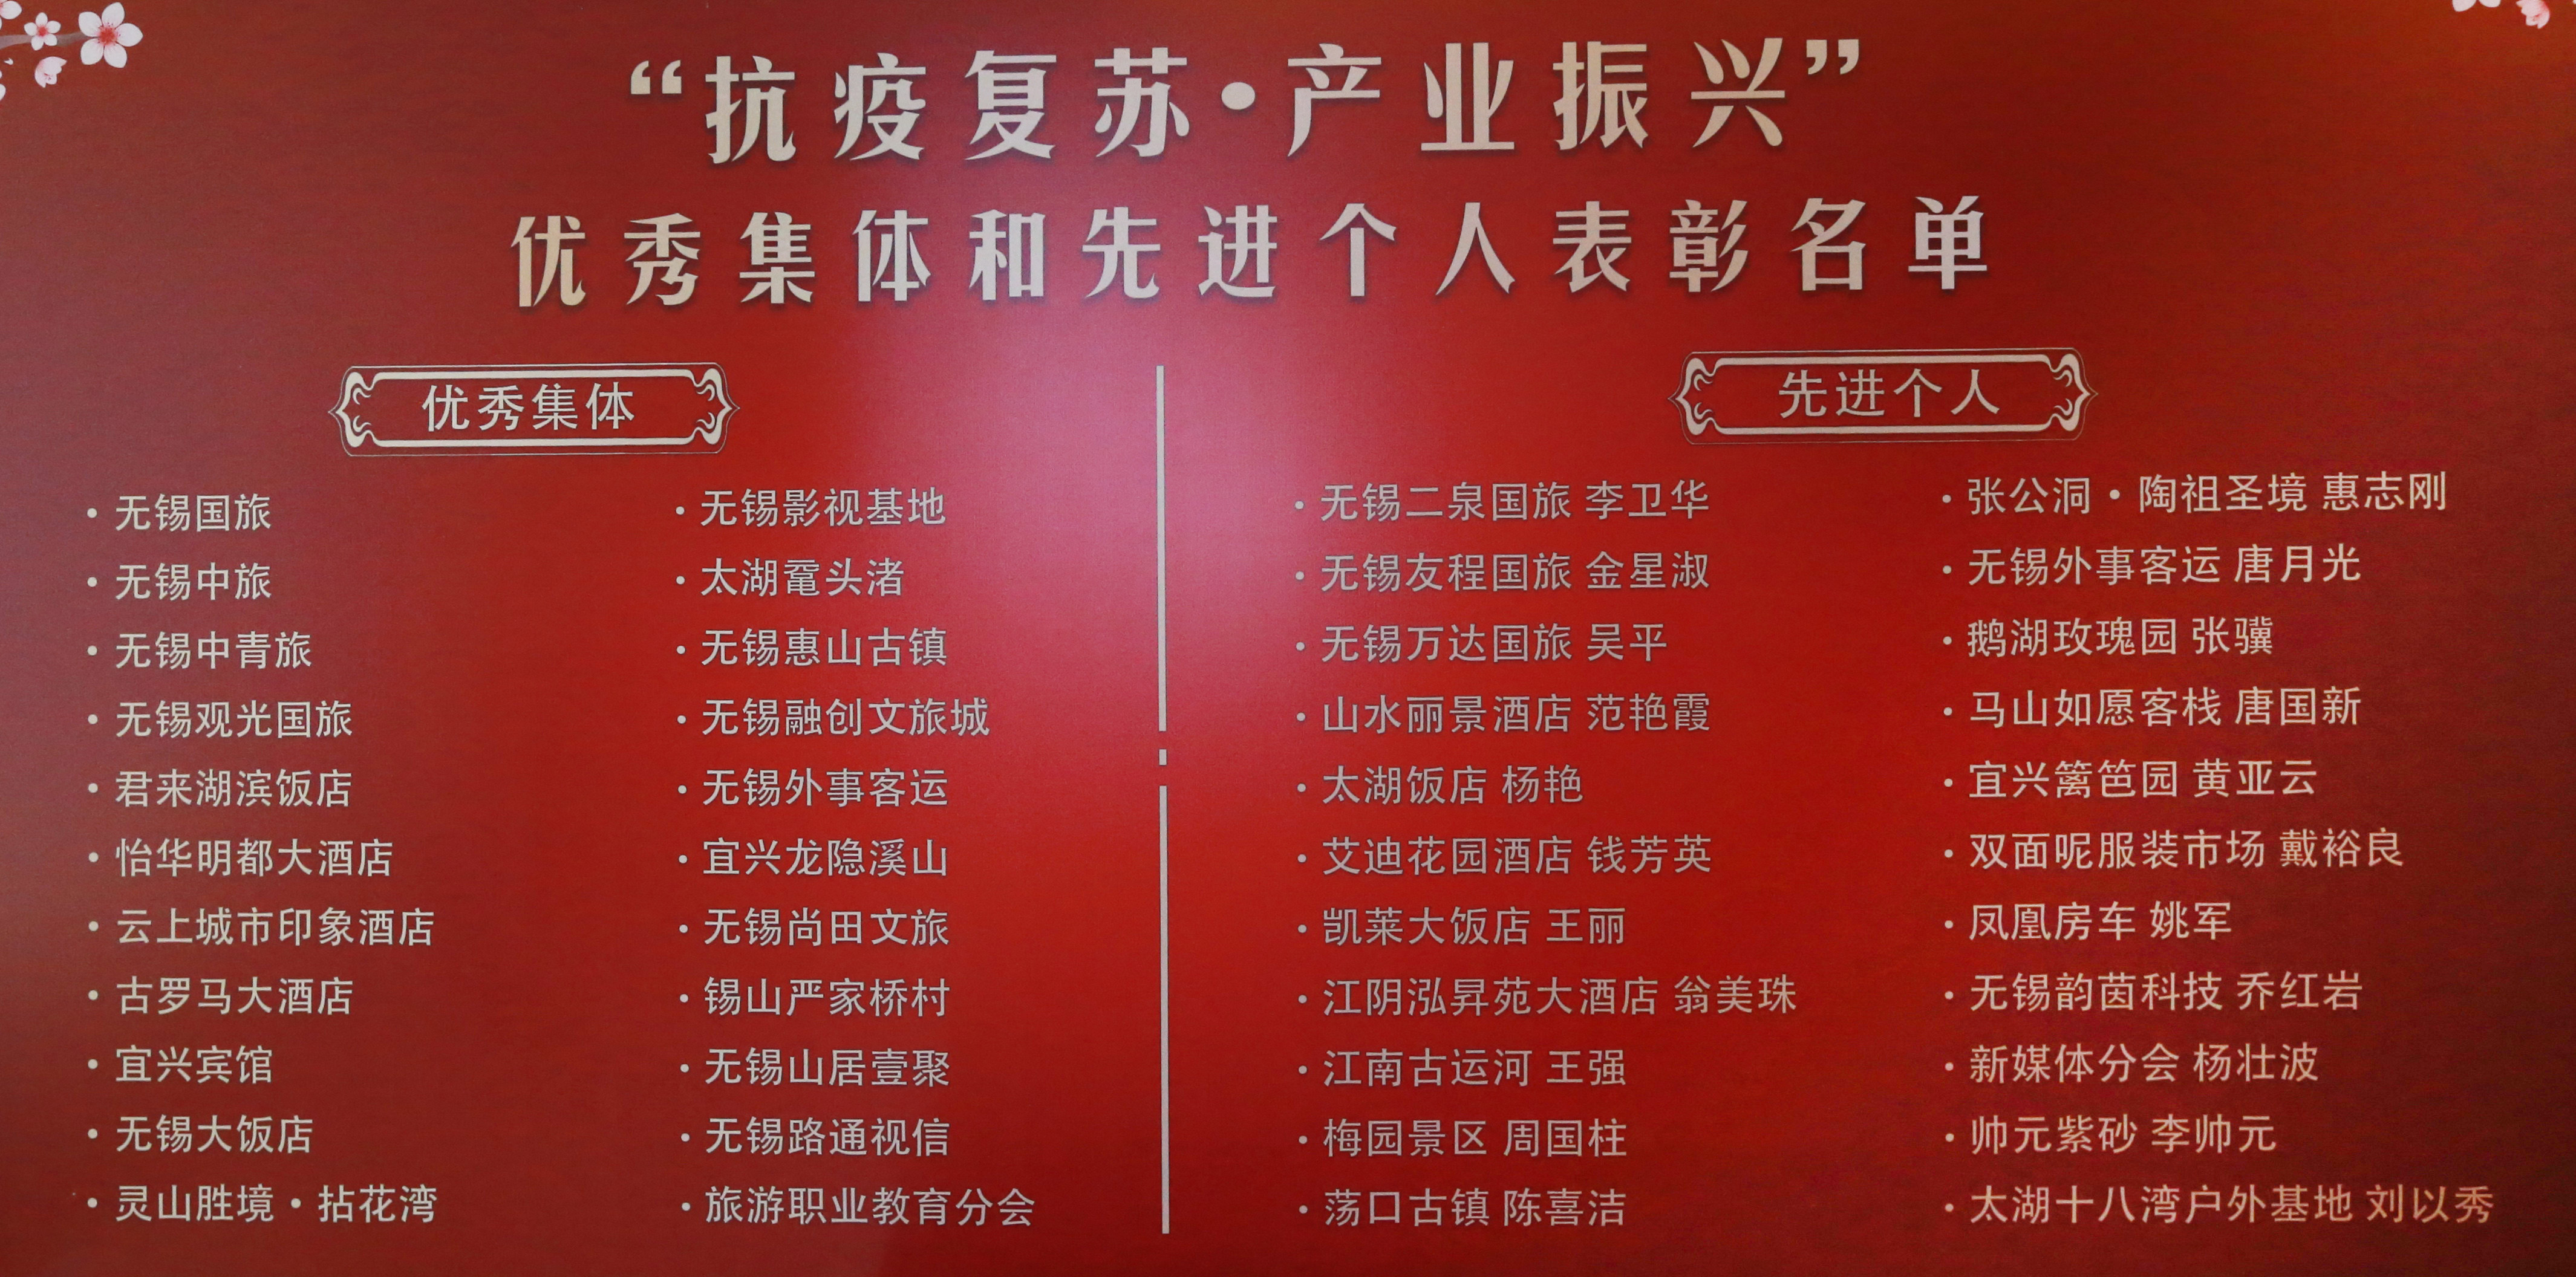 “抗疫复苏·产业振兴”
优秀集体和先进个人表彰名单
优秀集体
·无锡国旅
·无锡中旅
·无锡中青旅
·无锡观光国旅
·君来湖滨饭店
·怡华明都大酒店
·云上城市印象酒店
·古罗马大酒店
·宜兴宾馆
·无锡大饭店
·灵山胜境·拈花湾
·无锡影视基地
·太湖鼋头渚
·无锡惠山古镇
·无锡融创文旅城
·无锡外事客运
·宜兴龙隐溪山
·无锡尚田文旅
·锡山严家桥村
·无锡山居壹聚
·无锡路通视信
·旅游职业教育分会
先进个人
·无锡二泉国旅 李卫华
·无锡友程国旅 金星淑
·无锡万达国旅 吴平
·山水丽景酒店 范艳霞
·太湖饭店 杨艳
·艾迪花园酒店 钱芳英
·凯莱大饭店 王丽
·江阴泓昇苑大酒店 翁美珠
·江南古运河 王强
·梅园景区 周国柱
·荡口古镇 陈喜洁
·张公洞·陶祖圣境 惠志刚
·无锡外事客运 唐月光
·鹅湖玫瑰园 张骥
·马山如愿客栈 唐国新
·宜兴篱笆园 黄亚云
·双面呢服装市场 戴裕良
·凤凰房车 姚军
·无锡韵茵科技 乔红岩
·新媒体分会 杨壮波
·帅元紫砂 李帅元
·太湖十八湾户外基地 刘以秀